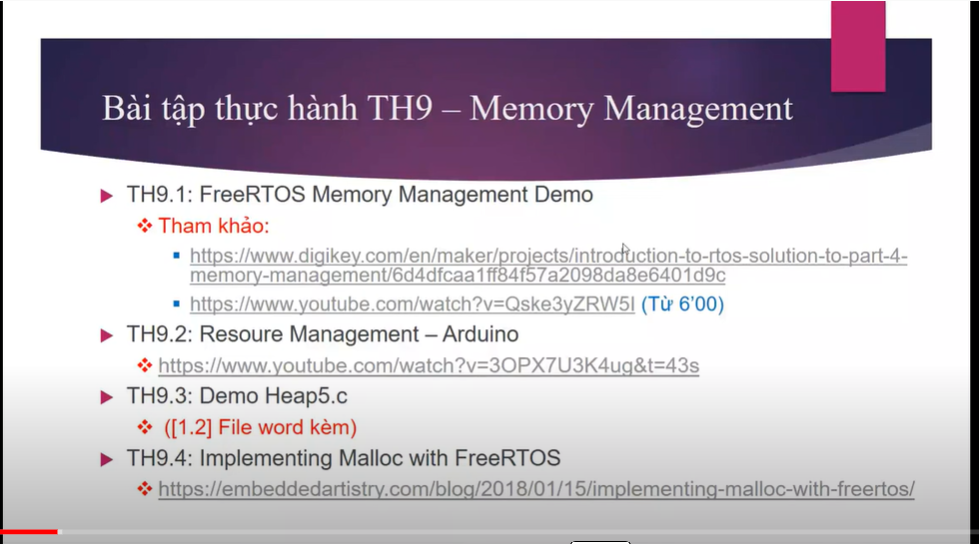 Bài tập thực hành TH9 – Memory Management
TH9.1: FreeRTOS Memory Management Demo
Tham khảo:
https://www.digikey.com/en/maker/projects/introduction-to-rtos-solution-to-part-4-
memory-management/6d4dfcaa1ff84f57a2098da8e6401d9c
https://www.youtube.com/watch?v=Qske3yZRW5I (Từ 6'00)
TH9.2: Resoure Management – Arduino
https://www.youtube.com/watch?v=3OPX7U3K4ug&t=43s
TH9.3: Demo Heap5.c
([1.2] File word kèm)
TH9.4: Implementing Malloc with FreeRTOS
https://embeddedartistry.com/blog/2018/01/15/implementing-malloc-with-freertos/